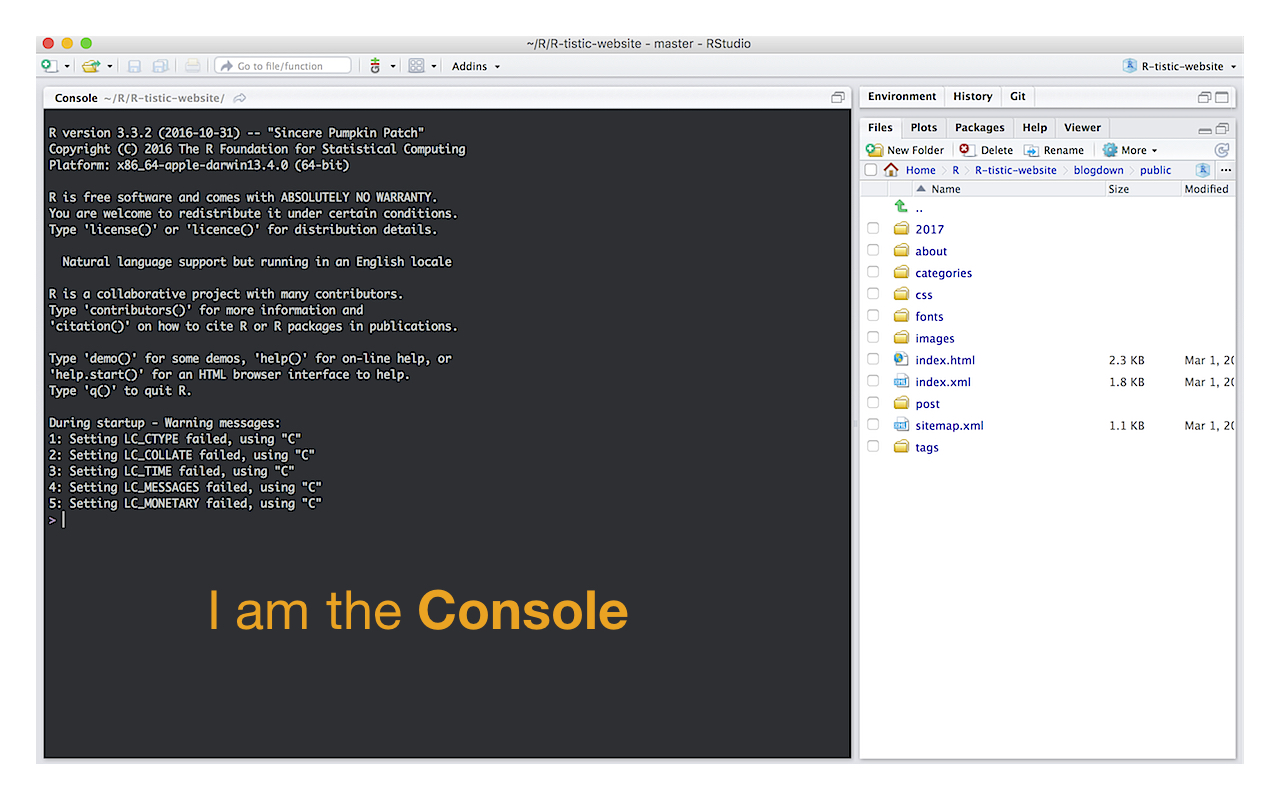 ~/R/R-tistic-website - master - RStudio
Go to file/function
Addins
R-tistic-website
Console ~/R/R-tistic-website/
R version 3.3.2 (2016-10-31) -- "Sincere Pumpkin Patch"
Copyright (C) 2016 The R Foundation for Statistical Computing
Platform: x86_64-apple-darwin13.4.0 (64-bit)
R is free software and comes with ABSOLUTELY NO WARRANTY.
You are welcome to redistribute it under certain conditions.
Type 'license()' or 'licence()' for distribution details.
Natural language support but running in an English locale
R is a collaborative project with many contributors.
Type 'contributors()' for more information and
'citation()' on how to cite R or R packages in publications.
Type 'demo()' for some demos, 'help()' for on-line help, or
'help.start()' for an HTML browser interface to help.
Type 'q()' to quit R.
During startup - Warning messages:
1: Setting LC_CTYPE failed, using "C"
2: Setting LC_COLLATE failed, using "C"
3: Setting LC_TIME failed, using "C"
4: Setting LC_MESSAGES failed, using "C"
5: Setting LC_MONETARY failed, using "C"
>
I am the Console
Environment History Git
Files Plots Packages Help Viewer
New Folder Delete Rename More
Home R R-tistic-website blogdown public R ...
Name Size Modified
..
2017
about
categories
css
fonts
images
index.html 2.3 KB Mar 1, 20
index.xml 1.8 KB Mar 1, 20
post
sitemap.xml 1.1 KB Mar 1, 20
tags